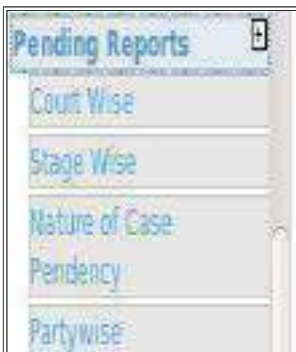 Pending Reports
Court Wise
Stage Wise
Nature of Case
Pendency
Partywise